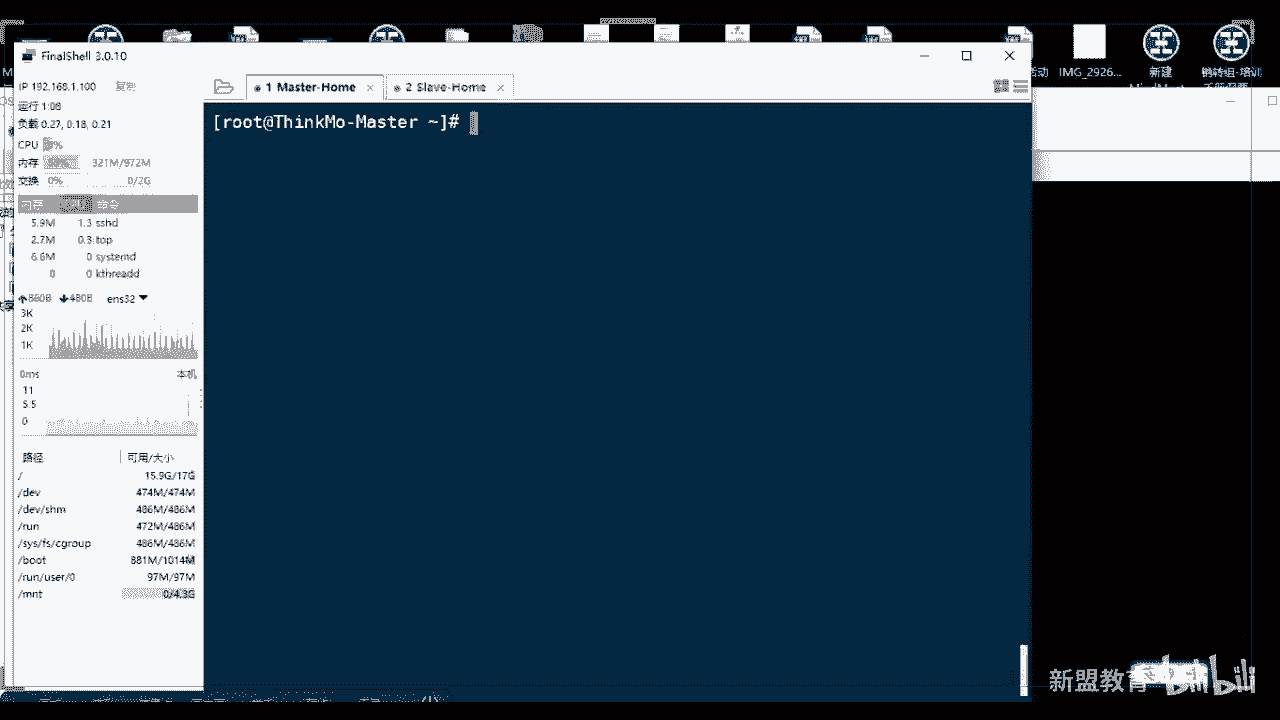 IMG_2926...
新建
销转组-培训
FinalShell 3.0.10
IP 192.168.1.100 复制
1 Master-Home
2 Slave-Home
运行 1:08
负载 0.27, 0.18, 0.21
CPU
内存 321M/972M
交换 0% 0/2G
内存 命令
5.9M 1.3 sshd
2.7M 0.3 top
6.6M 0 systemd
0 0 kthreadd
860B 480B ens32
3K
2K
1K
0ms 本机
11
5.5
0
路径 可用/大小
/ 15.9G/17G
/dev 474M/474M
/dev/shm 486M/486M
/run 472M/486M
/sys/fs/cgroup 486M/486M
/boot 881M/1014M
/run/user/0 97M/97M
/mnt 0/4.3G
[root@ThinkMo-Master ~]#
新盟教育
bilibili